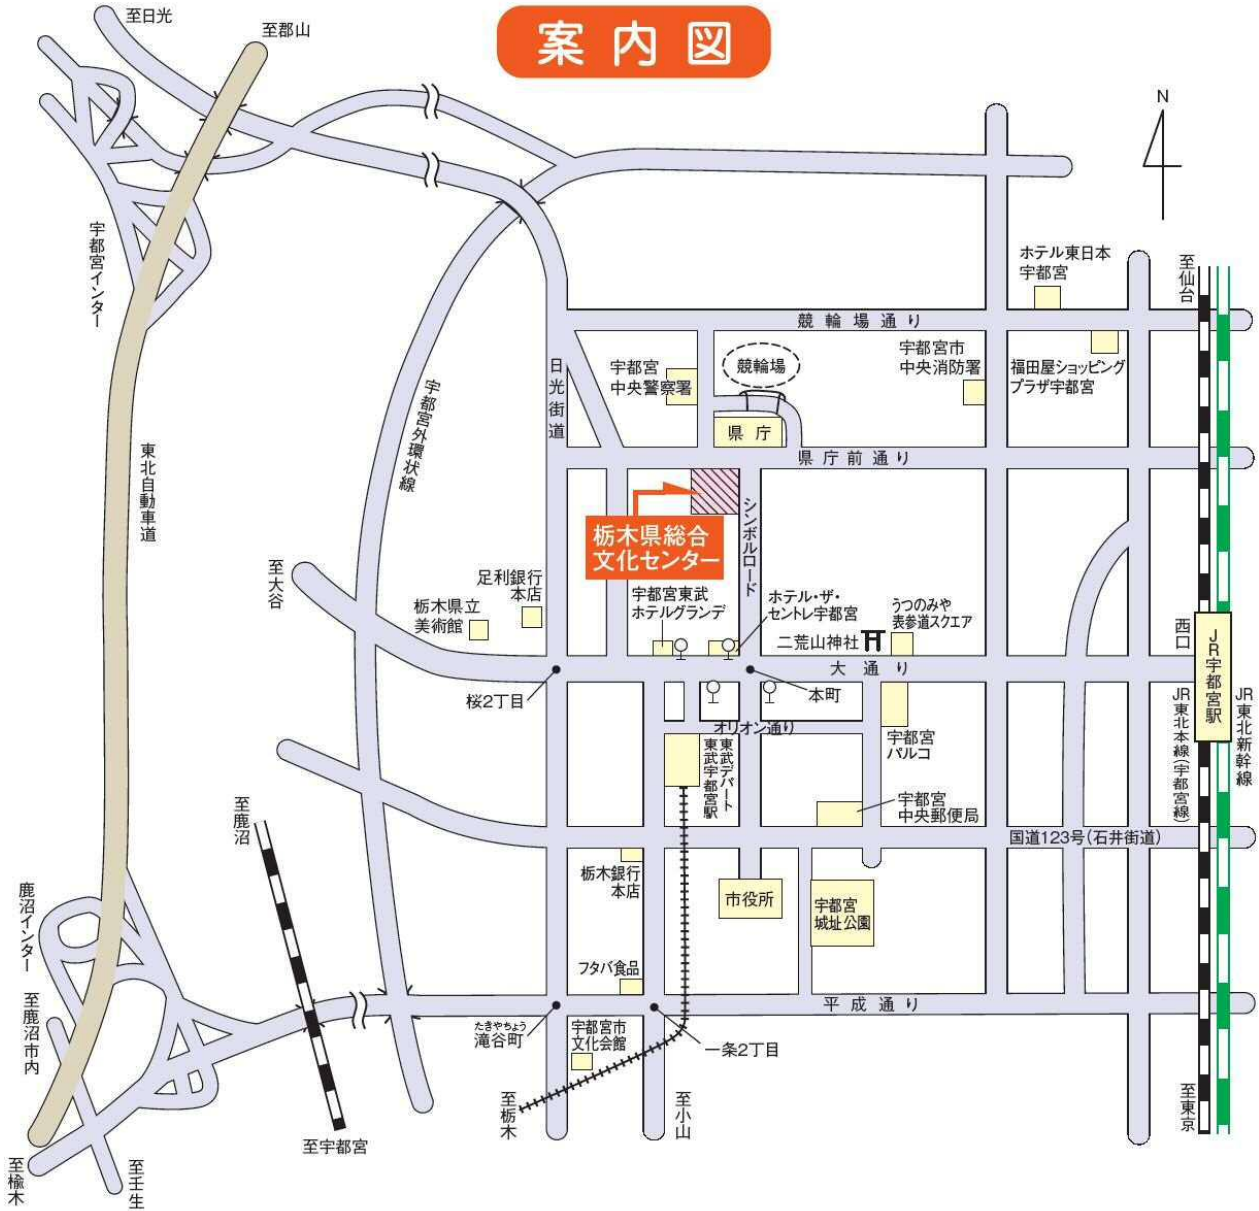 案内図
至日光
至郡山
N
宇都宮インター
ホテル東日本
宇都宮
至仙台
競輪場通り
宇都宮
中央警察署
競輪場
宇都宮市
中央消防署
福田屋ショッピング
プラザ宇都宮
日光街道
宇都宮外環状線
県庁
県庁前通り
東北自動車道
栃木県総合
文化センター
シンボルロード
至大谷
足利銀行
本店
栃木県立
美術館
宇都宮東武
ホテルグランデ
ホテル・ザ・
セントレ宇都宮
うつのみや
表参道スクエア
二荒山神社
大通り
西口
JR宇都宮駅
桜2丁目
本町
オリオン通り
宇都宮
パルコ
東武デパート
東武宇都宮駅
JR東北本線(宇都宮線)
JR東北新幹線
至鹿沼
宇都宮
中央郵便局
国道123号(石井街道)
栃木銀行
本店
市役所
宇都宮
城址公園
鹿沼インター
フタバ食品
平成通り
至鹿沼市内
たきやちょう
滝谷町
宇都宮市
文化会館
一条2丁目
至栃木
至小山
至東京
至宇都宮
至楡木
至壬生